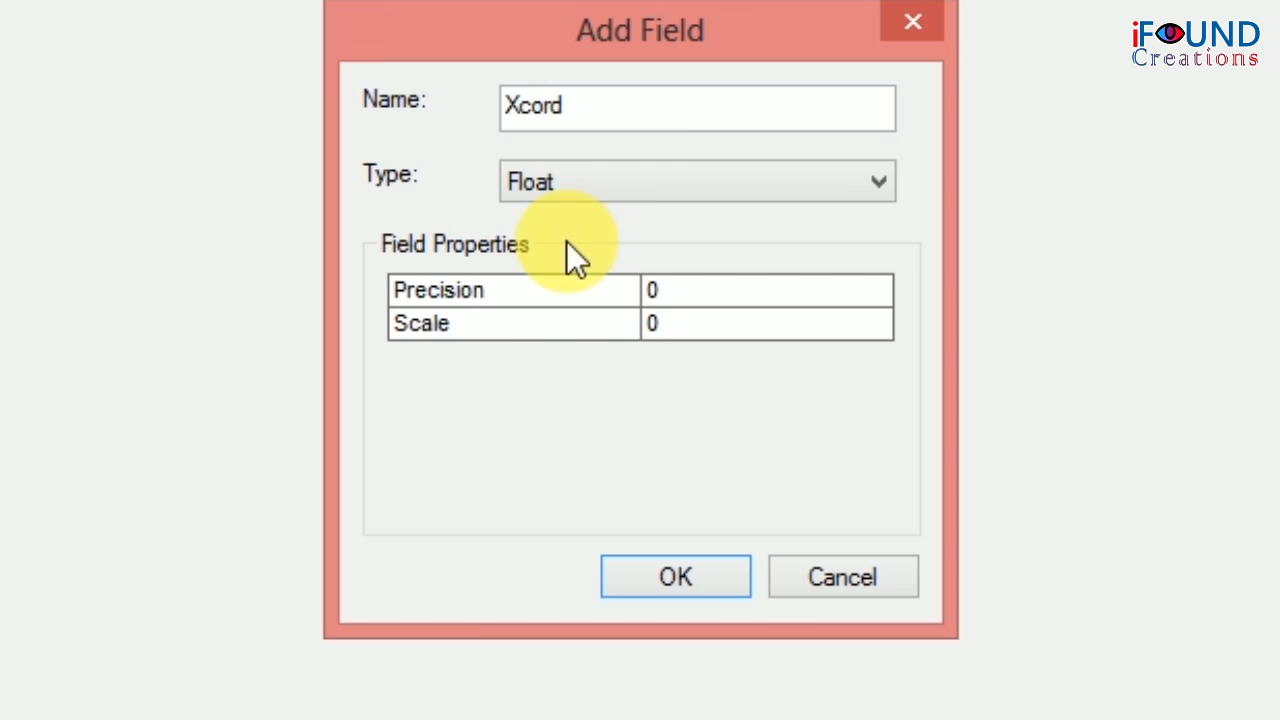 Add Field
iFOUND
Creations
Name: Xcord
Type: Float
Field Properties
Precision 0
Scale 0
OK Cancel